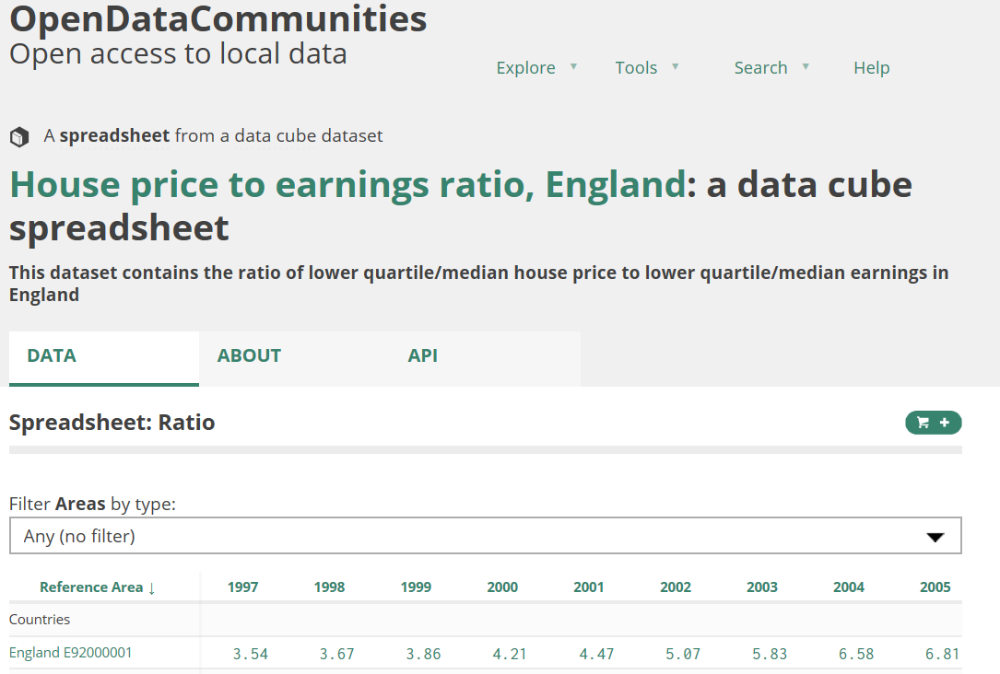 OpenDataCommunities
Open access to local data
Explore ▼ Tools ▼ Search ▼ Help
A spreadsheet from a data cube dataset
House price to earnings ratio, England: a data cube
spreadsheet
This dataset contains the ratio of lower quartile/median house price to lower quartile/median earnings in
England
DATA ABOUT API
Spreadsheet: Ratio
+
Filter Areas by type:
Any (no filter)
Reference Area ↓ 1997 1998 1999 2000 2001 2002 2003 2004 2005
Countries
England E92000001 3.54 3.67 3.86 4.21 4.47 5.07 5.83 6.58 6.81